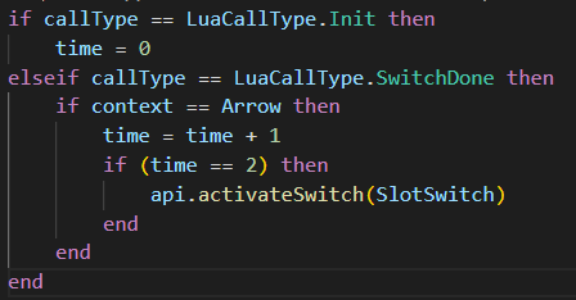 if callType == LuaCallType.Init then
    time = 0
elseif callType == LuaCallType.SwitchDone then
    if context == Arrow then
        time = time + 1
        if (time == 2) then
            api.activateSwitch(SlotSwitch)
        end
    end
end